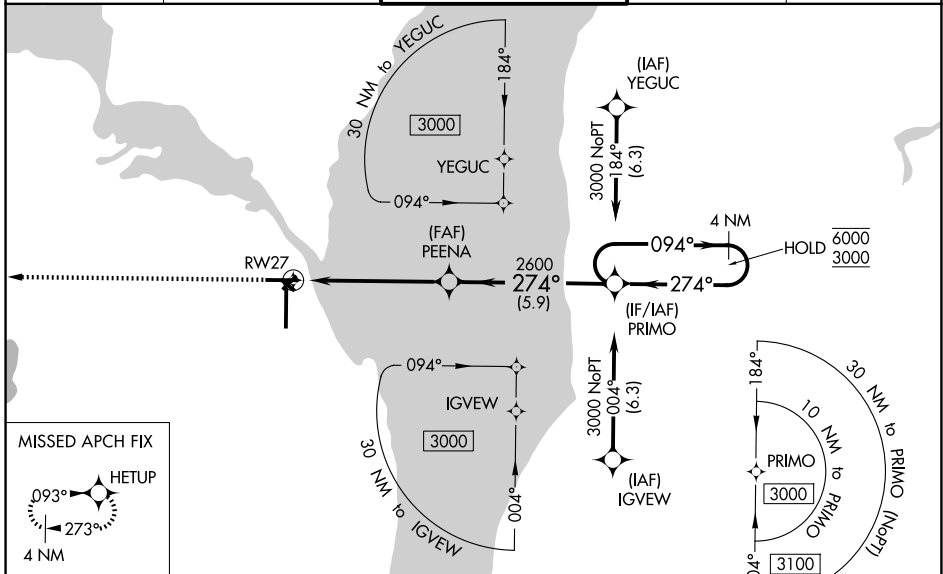 30 NM to YEGUC
184°
3000
YEGUC
094°
(IAF)
YEGUC
3000 NoPT
184°
(6.3)
4 NM
094°
HOLD
6000
3000
274°
(IF/IAF)
PRIMO
(FAF)
PEENA
2600
274°
(5.9)
RW27
094°
IGVEW
3000
004°
30 NM to IGVEW
3000 NoPT
004°
(6.3)
(IAF)
IGVEW
184°
30 NM to PRIMO (NoPT)
10 NM to PRIMO
PRIMO
3000
3100
04°
MISSED APCH FIX
HETUP
093°
273°
4 NM